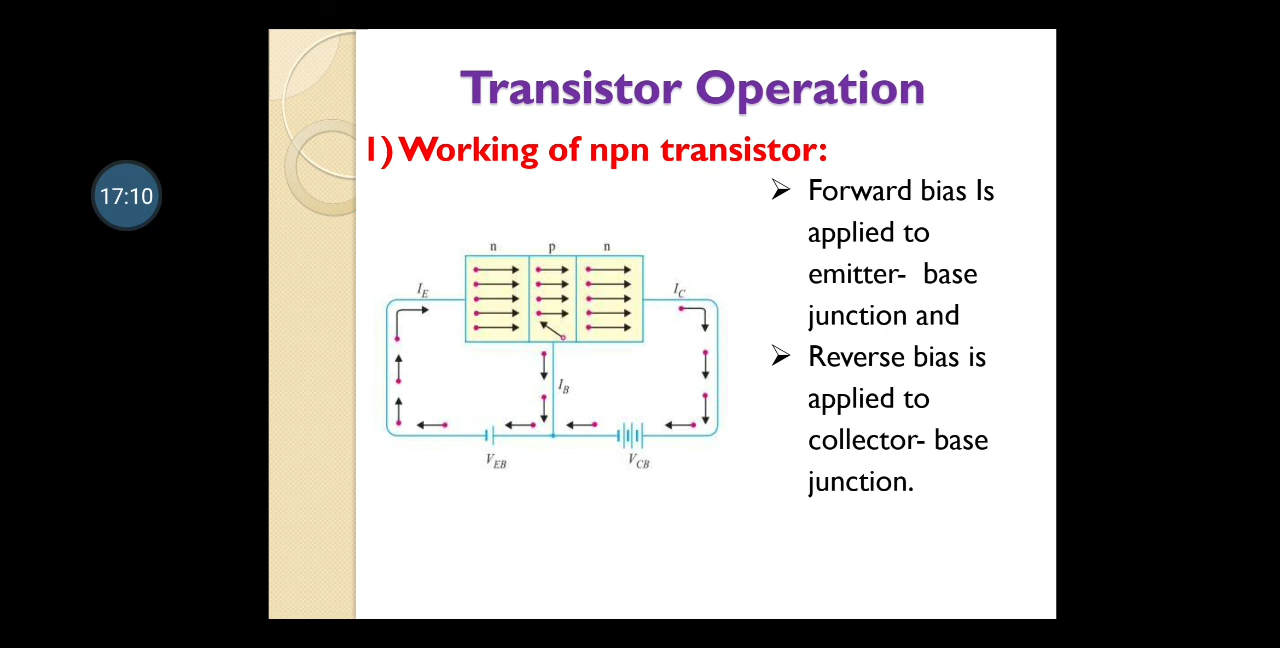 Transistor Operation
1) Working of npn transistor:
17:10
➢ Forward bias Is
applied to
emitter- base
junction and
➢ Reverse bias is
applied to
collector- base
junction.
n p n
I_E
I_C
I_B
V_EB
V_CB